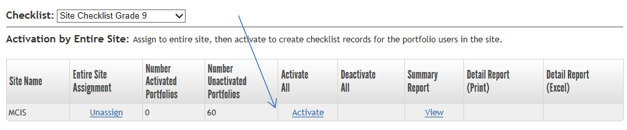 Checklist: Site Checklist Grade 9
Activation by Entire Site: Assign to entire site, then activate to create checklist records for the portfolio users in the site.
Site Name Entire Site Assignment Number Activated Portfolios Number Unactivated Portfolios Activate All Deactivate All Summary Report Detail Report (Print) Detail Report (Excel)
MCIS Unassign 0 60 Activate View